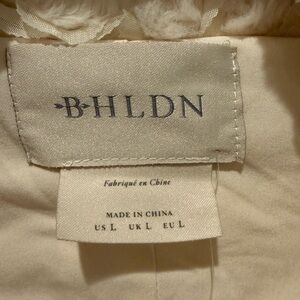 BHLDN
Fabriqué en Chine
MADE IN CHINA
US L UK L EU L